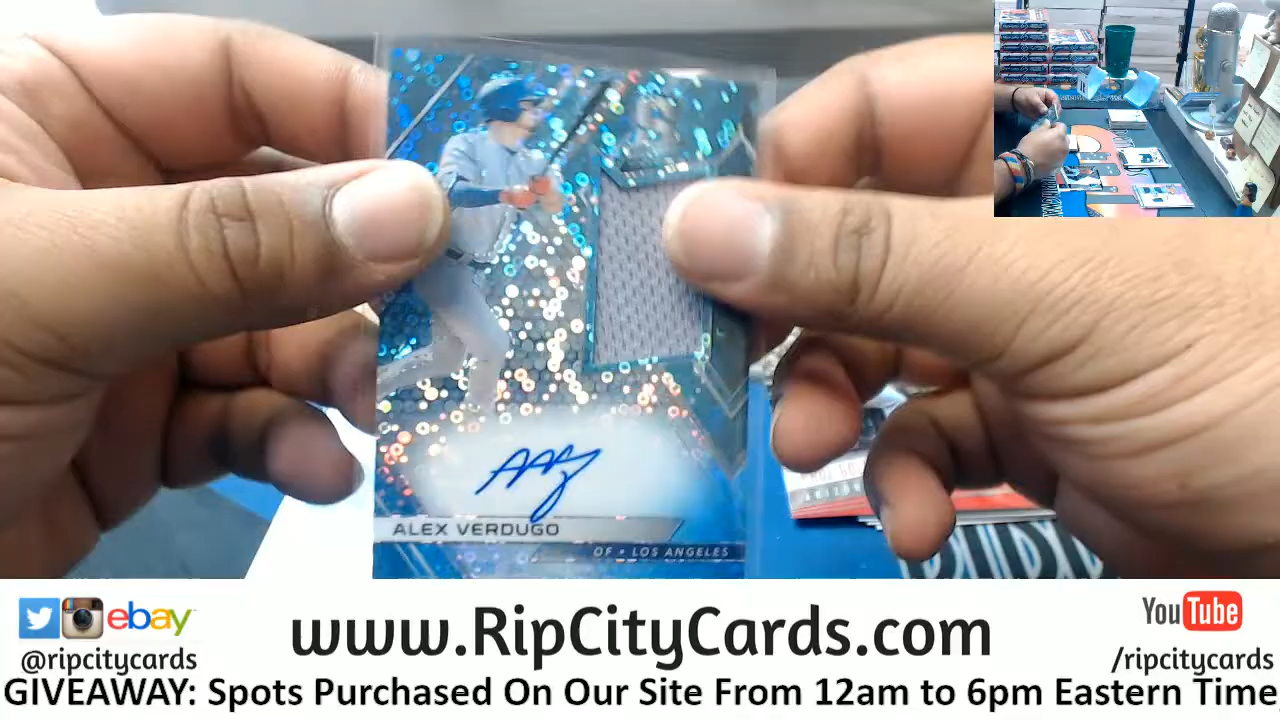 ALEX VERDUGO
OF • LOS ANGELES
ebay
@ripcitycards
www.RipCityCards.com
YouTube
/ripcitycards
GIVEAWAY: Spots Purchased On Our Site From 12am to 6pm Eastern Time